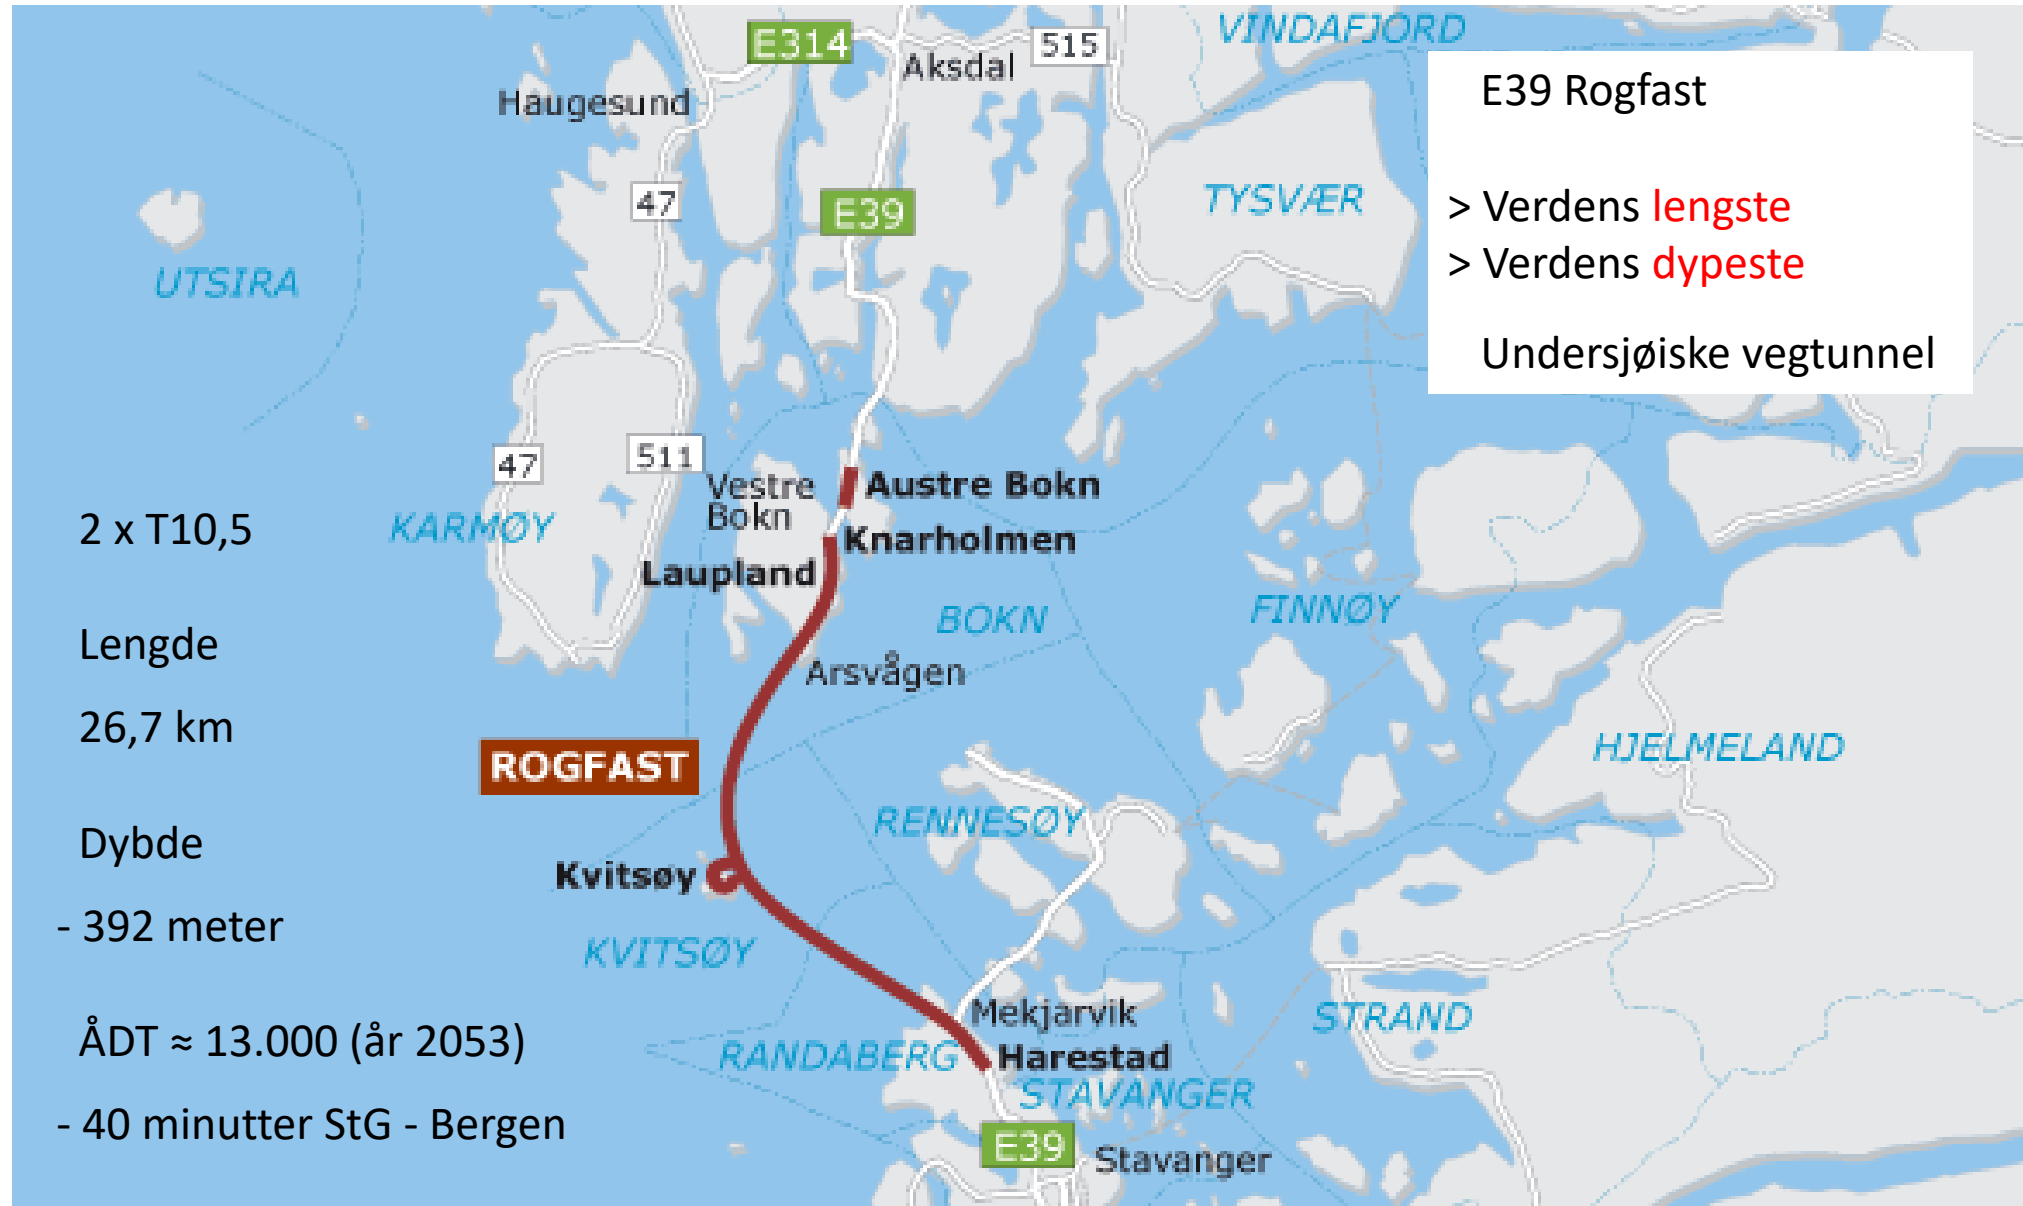 VINDAFJORD
E314
515
Aksdal
Haugesund
E39 Rogfast
47
E39
TYSVÆR
> Verdens lengste
> Verdens dypeste
UTSIRA
Undersjøiske vegtunnel
511
47
Vestre
Bokn
Austre Bokn
2 x T10,5
KARMØY
Knarholmen
Laupland
BOKN
FINNØY
Lengde
Arsvågen
26,7 km
HJELMELAND
ROGFAST
RENNESØY
Dybde
Kvitsøy
- 392 meter
KVITSØY
Mekjarvik
STRAND
ÅDT ≈ 13.000 (år 2053)
RANDABERG
Harestad
STAVANGER
- 40 minutter StG - Bergen
E39
Stavanger